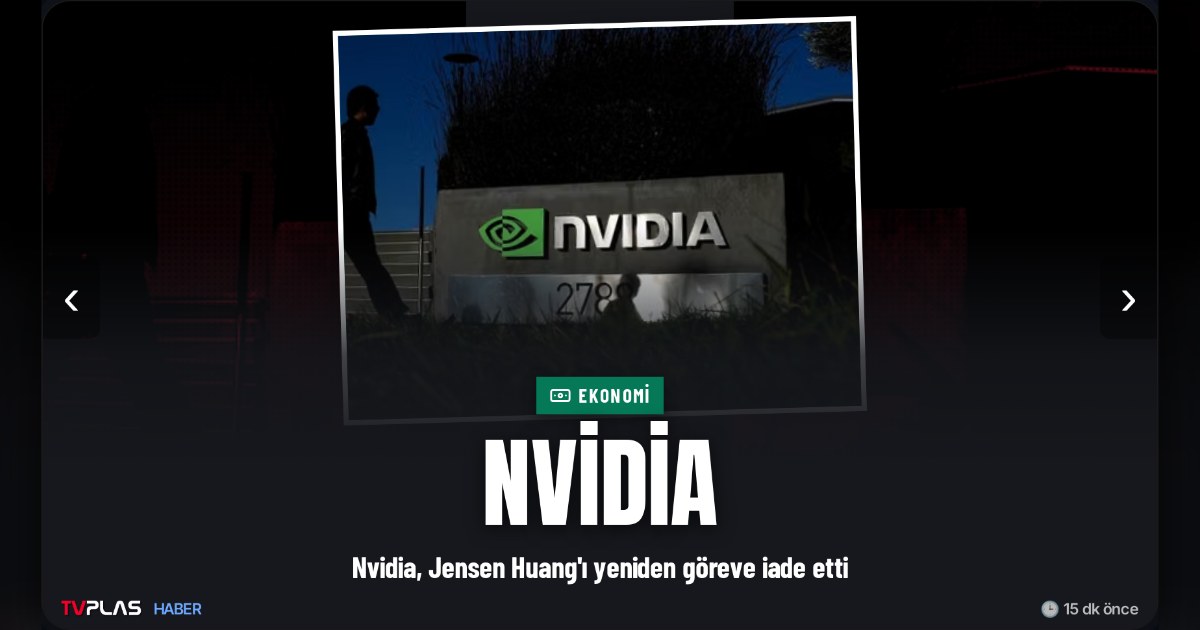 NVIDIA
278
EKONOMİ
NVİDİA
Nvidia, Jensen Huang'ı yeniden göreve iade etti
TVPLAS HABER
15 dk önce